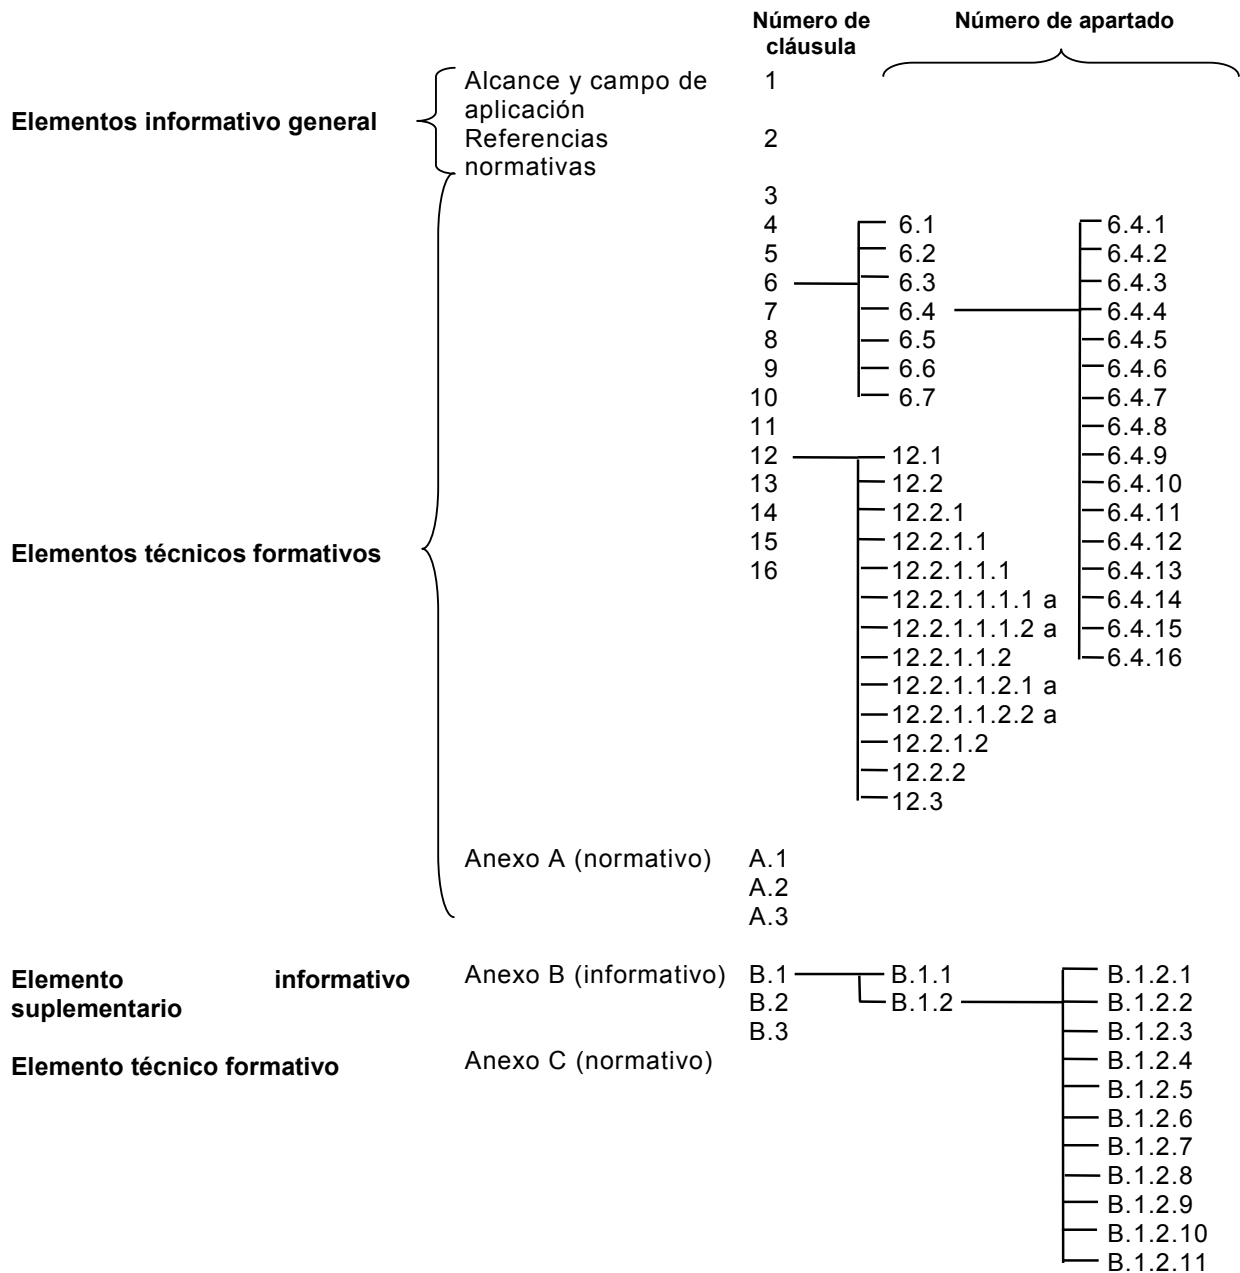 Número de cláusula
Número de apartado
Elementos informativo general
Alcance y campo de
aplicación
1
Referencias
normativas
2
Elementos técnicos formativos
3
4
5
6
7
8
9
10
11
12
13
14
15
16
6.1
6.2
6.3
6.4
6.5
6.6
6.7
6.4.1
6.4.2
6.4.3
6.4.4
6.4.5
6.4.6
6.4.7
6.4.8
6.4.9
6.4.10
6.4.11
6.4.12
6.4.13
6.4.14
6.4.15
6.4.16
12.1
12.2
12.2.1
12.2.1.1
12.2.1.1.1
12.2.1.1.1.1 a
12.2.1.1.1.2 a
12.2.1.1.2
12.2.1.1.2.1 a
12.2.1.1.2.2 a
12.2.1.2
12.2.2
12.3
Anexo A (normativo)
A.1
A.2
A.3
Elemento informativo
suplementario
Anexo B (informativo)
B.1
B.2
B.3
B.1.1
B.1.2
B.1.2.1
B.1.2.2
B.1.2.3
B.1.2.4
B.1.2.5
B.1.2.6
B.1.2.7
B.1.2.8
B.1.2.9
B.1.2.10
B.1.2.11
Elemento técnico formativo
Anexo C (normativo)